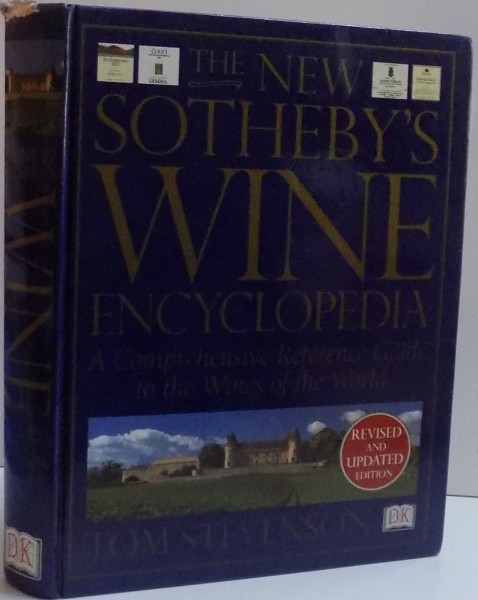 THE NEW
SOTHEBY'S
WINE
ENCYCLOPEDIA
A Comprehensive Reference Guide
to the Wines of the World
REVISED
AND
UPDATED
EDITION
TOM STEVENSON
DK
WINE
DK
GAVI